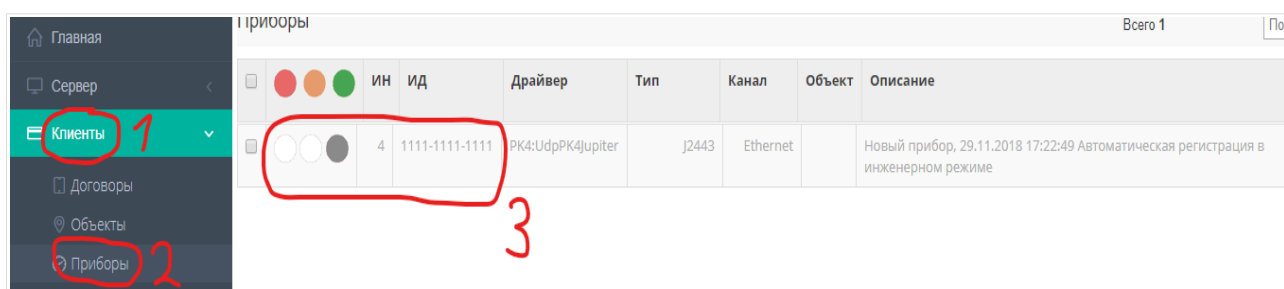 Главная
Сервер
Клиенты
1
Договоры
Объекты
Приборы
2
Приборы
Всего 1
По
ИН ИД Драйвер Тип Канал Объект Описание
4 1111-1111-1111 PK4:UdpPK4Jupiter J2443 Ethernet Новый прибор, 29.11.2018 17:22:49 Автоматическая регистрация в
инженерном режиме
3